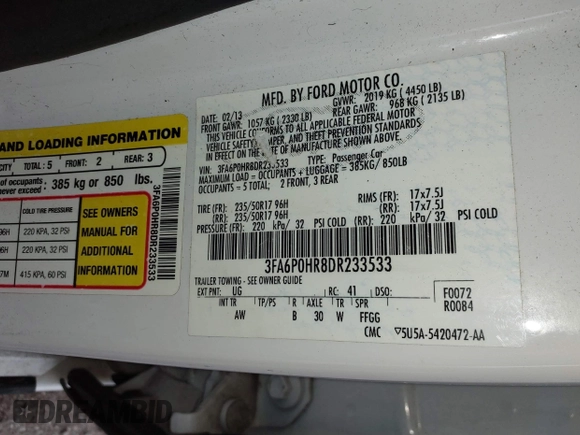 AND LOADING INFORMATION
CITY TOTAL : 5 FRONT: 2 REAR: 3
of occupants: 385 kg or 850 lbs.
never exceed :
COLD TIRE PRESSURE
96H 220 KPA, 32 PSI
96H 220 KPA, 32 PSI
7M 415 KPA, 60 PSI
SEE OWNERS
MANUAL FOR
ADDITIONAL
INFORMATION
3FA6P0HR8DR233533
MFD. BY FORD MOTOR CO.
02/13 GVWR: 2019 KG ( 4450 LB)
FRONT GAWR: 1057 KG ( 2330 LB) REAR GAWR: 968 KG ( 2135 LB)
THIS VEHICLE CONFORMS TO ALL APPLICABLE FEDERAL MOTOR
VEHICLE SAFETY, BUMPER, AND THEFT PREVENTION STANDARDS
IN EFFECT ON THE DATE OF MANUFACTURE SHOWN ABOVE.
VIN: 3FA6P0HR8DR233533 TYPE: Passenger Car
MAXIMUM LOAD = OCCUPANTS + LUGGAGE = 385KG/ 850LB
OCCUPANTS = 5 TOTAL: 2 FRONT, 3 REAR
TIRE (FR): 235/50R17 96H RIMS (FR): 17x7.5J
(RR): 235/50R17 96H (RR): 17x7.5J
PRESSURE (FR): 220 kPa/ 32 PSI COLD (RR): 220 kPa/ 32 PSI COLD
3FA6P0HR8DR233533
TRAILER TOWING - SEE OWNER GUIDE
EXT PNT: UG RC: 41 DSO:
INT TR TP/PS R AXLE TR SPR
AW B 30 W FFGG
F0072
R0084
CMC 5U5A-5420472-AA
DREAMBID